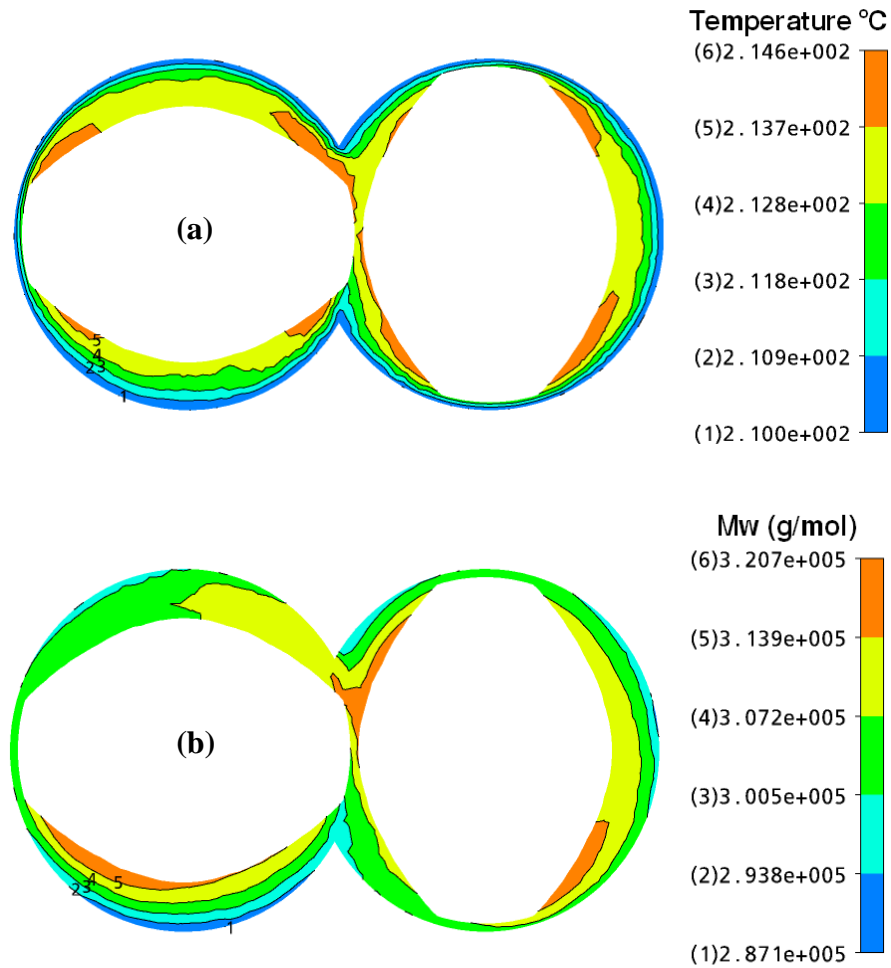 Temperature °C
(6)2.146e+002
(5)2.137e+002
(4)2.128e+002
(3)2.118e+002
(2)2.109e+002
(1)2.100e+002
(a)
5
4
23
1
Mw (g/mol)
(6)3.207e+005
(5)3.139e+005
(4)3.072e+005
(3)3.005e+005
(2)2.938e+005
(1)2.871e+005
(b)
4
5
23
1